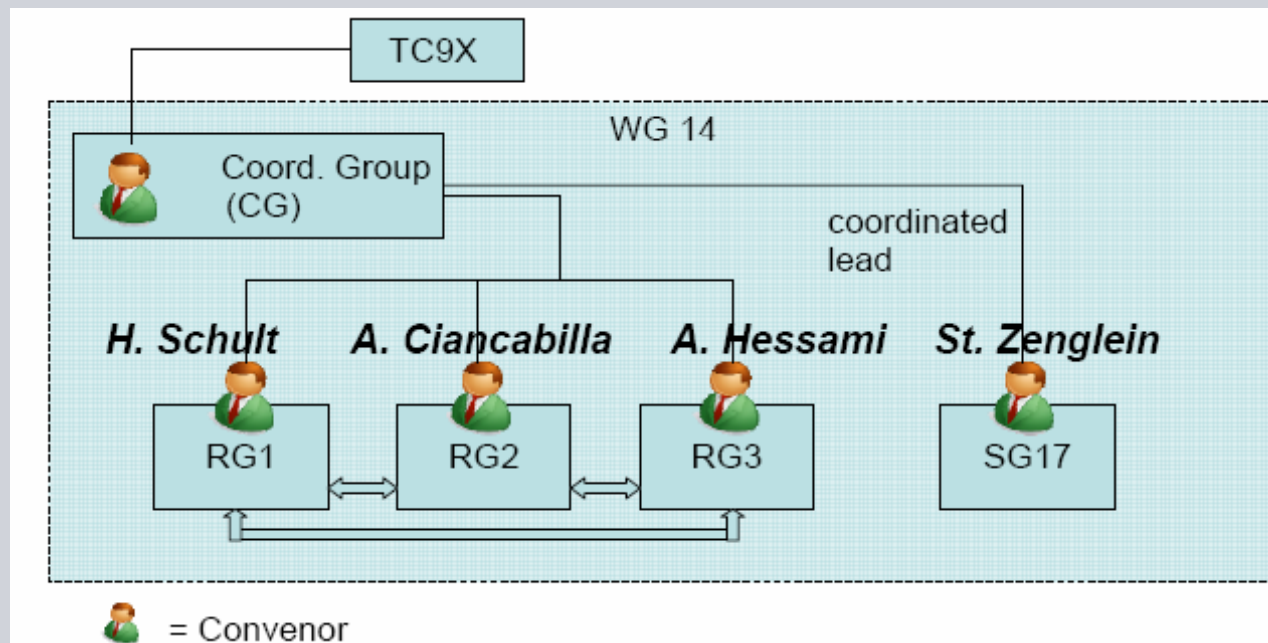 TC9X
WG 14
Coord. Group
(CG)
coordinated
lead
H. Schult
A. Ciancabilla
A. Hessami
St. Zenglein
RG1
RG2
RG3
SG17
= Convenor